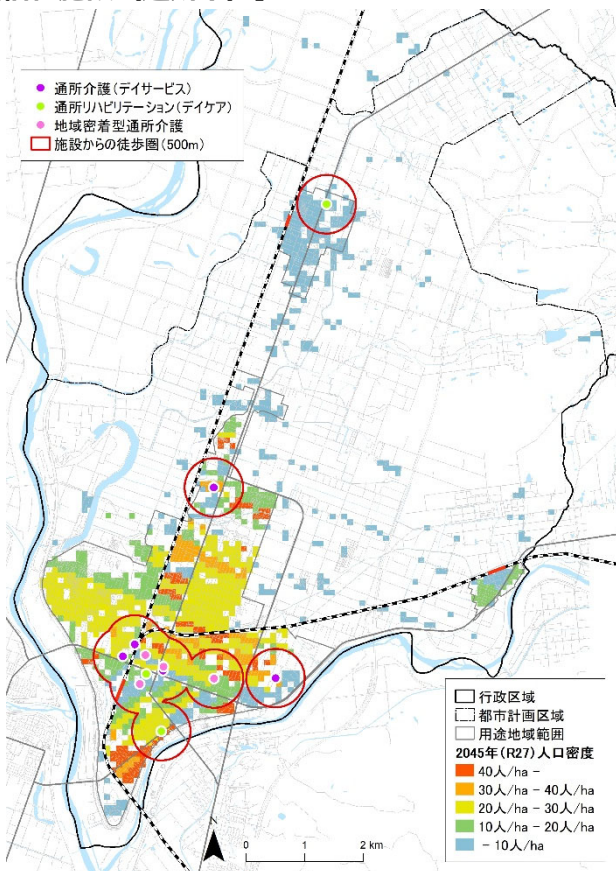 通所介護(デイサービス)
通所リハビリテーション(デイケア)
地域密着型通所介護
施設からの徒歩圏(500m)
行政区域
都市計画区域
用途地域範囲
2045年(R27)人口密度
40人/ha -
30人/ha - 40人/ha
20人/ha - 30人/ha
10人/ha - 20人/ha
- 10人/ha
0 1 2 km